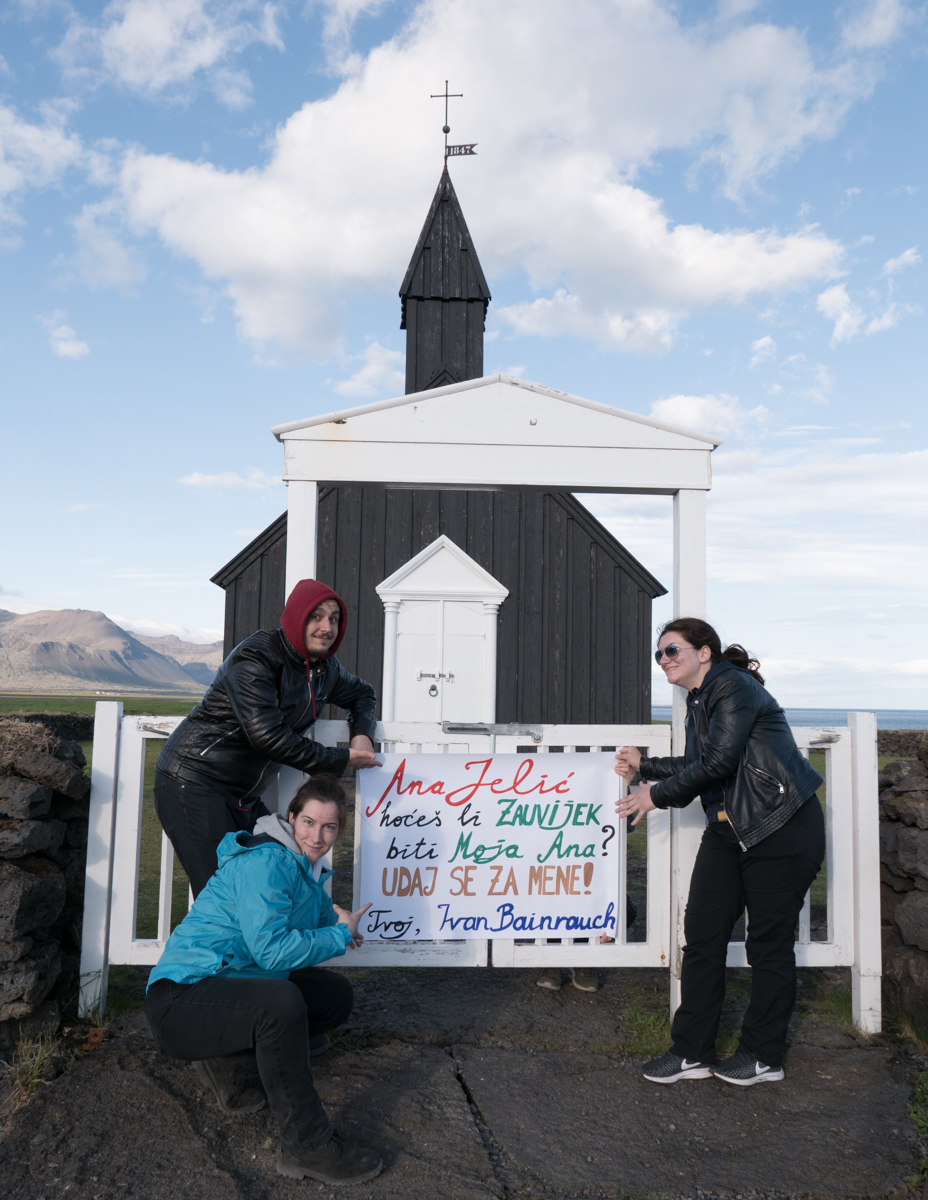 1847
Ana Jelić
hoćeš li ZAUVIJEK
biti Moja Ana?
UDAJ SE ZA MENE!
Tvoj, Ivan Bainrauch